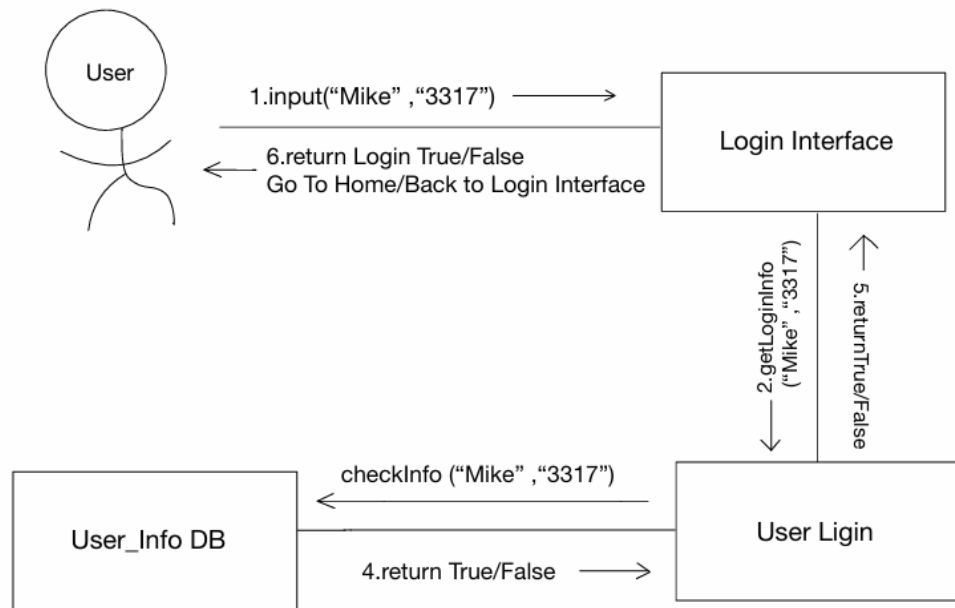 User
1.input(“Mike” ,“3317”)
Login Interface
6.return Login True/False
Go To Home/Back to Login Interface
2.getLoginInfo
(“Mike” ,“3317”)
5.returnTrue/False
checkInfo (“Mike” ,“3317”)
User_Info DB
User Ligin
4.return True/False